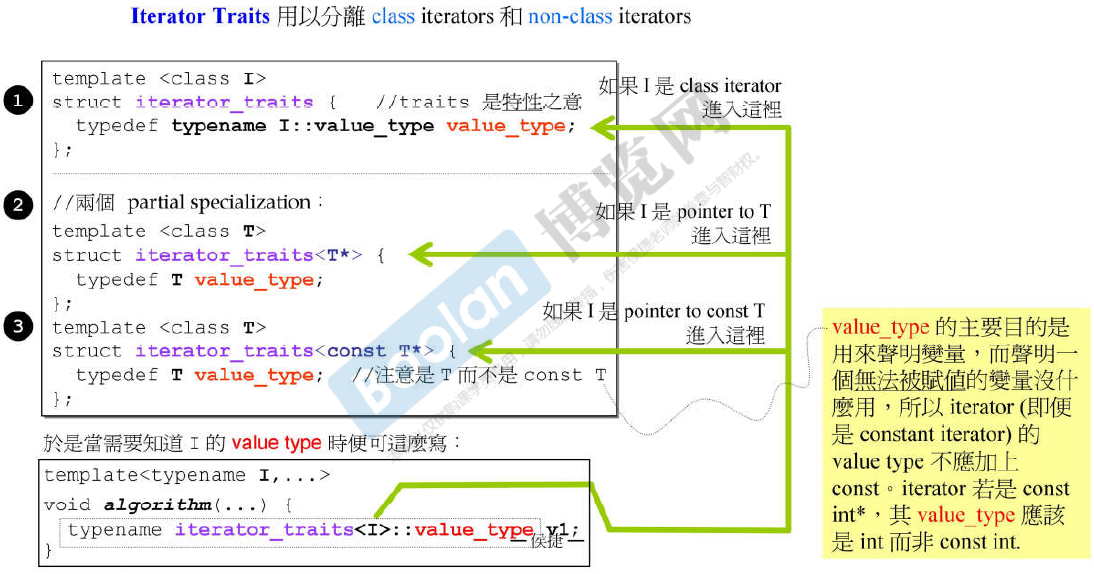 Iterator Traits 用以分離 class iterators 和 non-class iterators
1
template <class I>
struct iterator_traits { //traits 是特性之意
typedef typename I::value_type value_type;
};
如果 I 是 class iterator
進入這裡
2
//兩個 partial specialization：
template <class T>
struct iterator_traits<T*> {
typedef T value_type;
};
如果 I 是 pointer to T
進入這裡
3
template <class T>
struct iterator_traits<const T*> {
typedef T value_type; //注意是 T 而不是 const T
};
如果 I 是 pointer to const T
進入這裡
value_type 的主要目的是
用來聲明變量，而聲明一
個無法被賦值的變量沒什
麼用，所以 iterator (即便
是 constant iterator) 的
value type 不應加上
const。iterator 若是 const
int*，其 value_type 應該
是 int 而非 const int.
於是當需要知道 I 的 value type 時便可這麼寫：
template<typename I,...>
void algorithm(...) {
typename iterator_traits<I>::value_type v1;
}
— 侯捷 —
Boolan 博览网